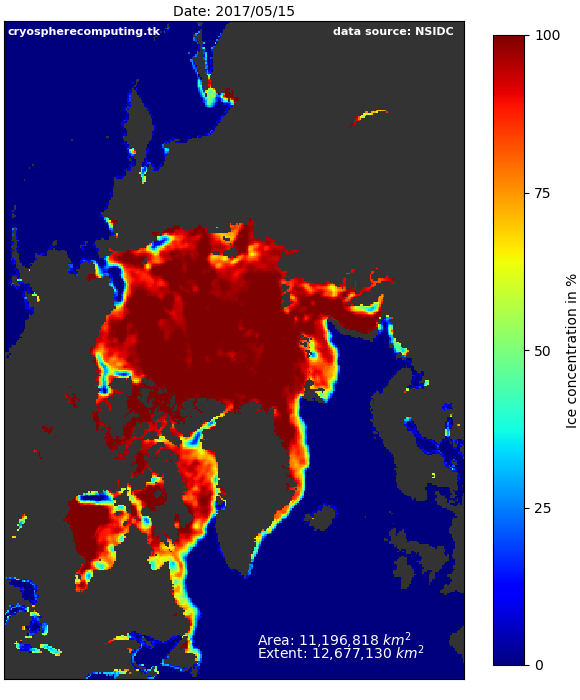 Date: 2017/05/15
cryospherecomputing.tk
data source: NSIDC
100
75
50
25
0
Ice concentration in %
Area: 11,196,818 km²
Extent: 12,677,130 km²